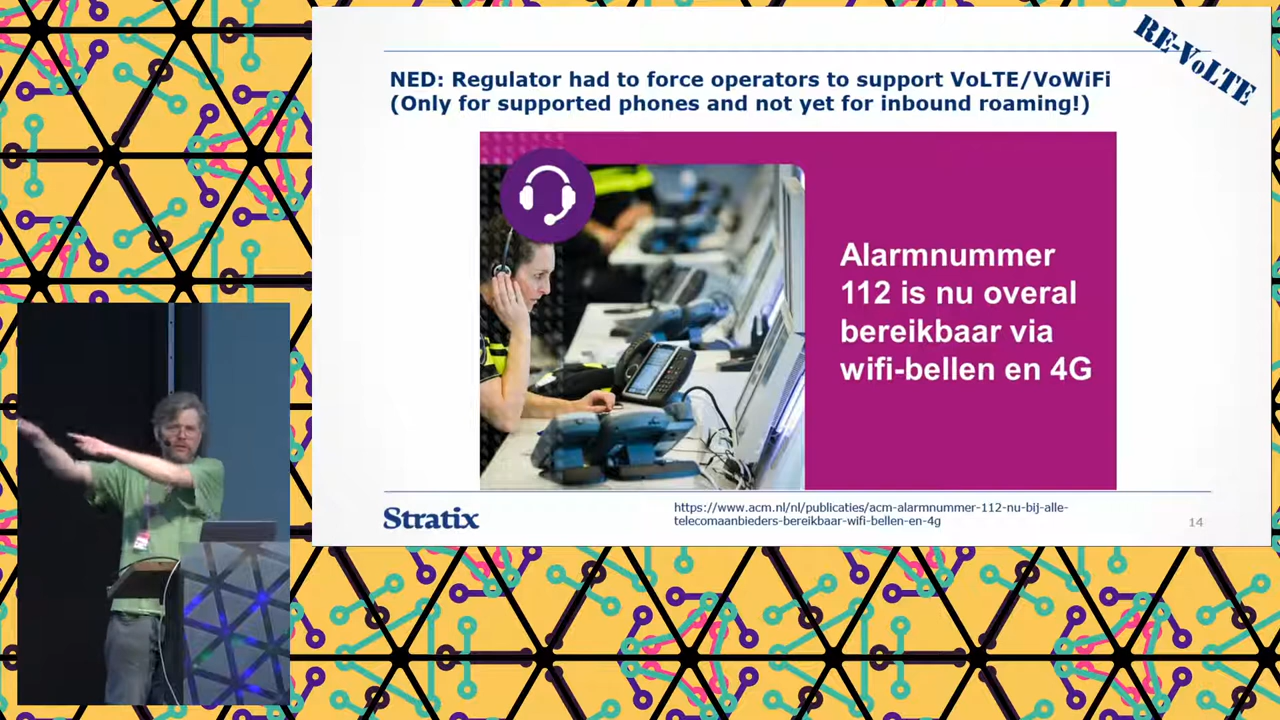 RE-VoLTE
NED: Regulator had to force operators to support VoLTE/VoWiFi
(Only for supported phones and not yet for inbound roaming!)
Alarmnummer
112 is nu overal
bereikbaar via
wifi-bellen en 4G
Stratix
https://www.acm.nl/nl/publicaties/acm-alarmnummer-112-nu-bij-alle-
telecomaanbieders-bereikbaar-wifi-bellen-en-4g
14